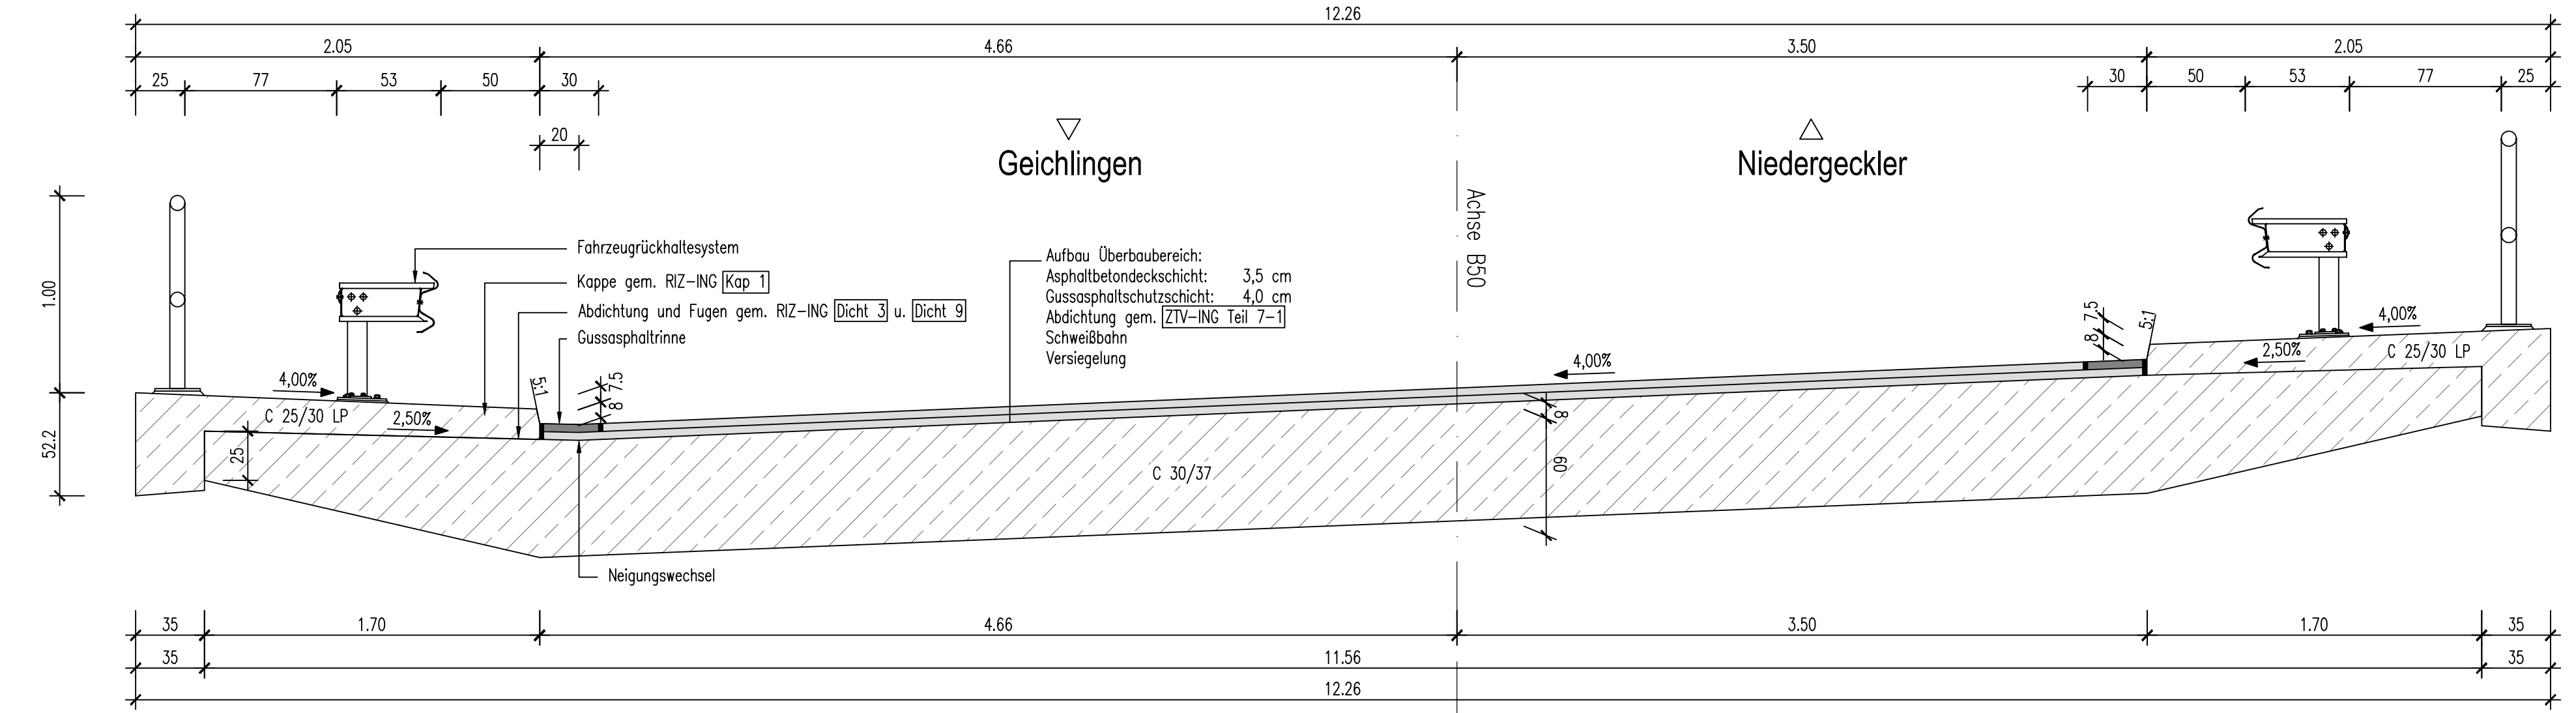 12.26
2.05 4.66 3.50 2.05
25 77 53 50 30 30 50 53 77 25
20
Geichlingen
Niedergeckler
Achse B50
1.00
52.2
Fahrzeugrückhaltesystem
Kappe gem. RIZ-ING Kap 1
Abdichtung und Fugen gem. RIZ-ING Dicht 3 u. Dicht 9
Gussasphaltrinne
Aufbau Überbaubereich:
Asphaltbetondeckschicht: 3,5 cm
Gussasphaltschutzschicht: 4,0 cm
Abdichtung gem. ZTV-ING Teil 7-1
Schweißbahn
Versiegelung
4,00%
C 25/30 LP
2,50%
25
5:1
8 7.5
4,00%
8
60
C 30/37
8 7.5
5:1
4,00%
2,50%
C 25/30 LP
Neigungswechsel
35 1.70 4.66 3.50 1.70 35
35 11.56 35
12.26